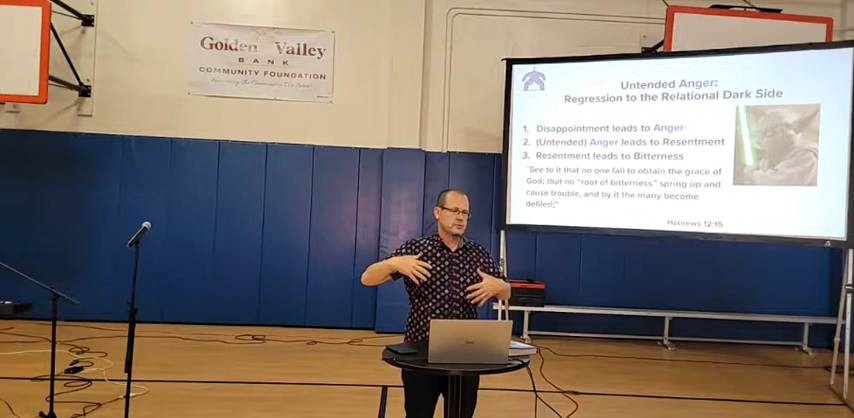 Golden Valley
BANK
COMMUNITY FOUNDATION
Untended Anger:
Regression to the Relational Dark Side
1. Disappointment leads to Anger
2. (Untended) Anger leads to Resentment
3. Resentment leads to Bitterness
"See to it that no one fail to obtain the grace of
God; that no "root of bitterness" spring up and
cause trouble, and by it the many become
defiled;"
Hebrews 12:15